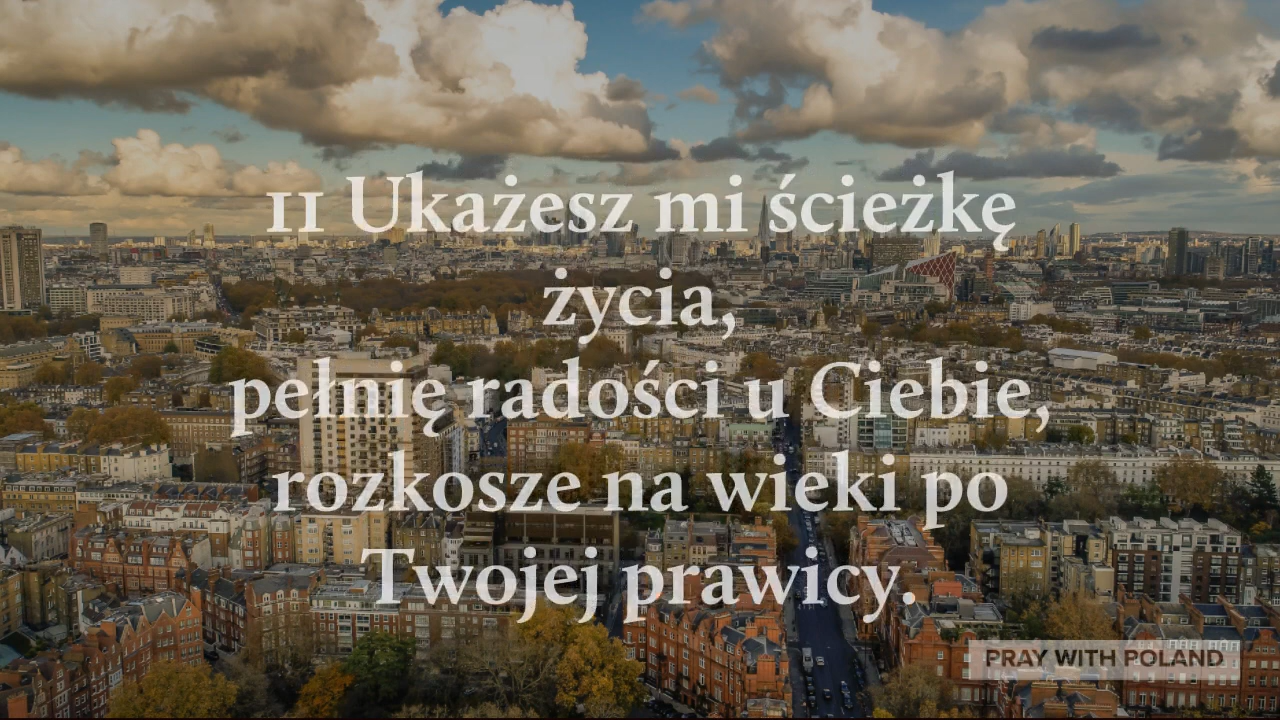 11 Ukażesz mi ścieżkę
życia,
pełnię radości u Ciebie,
rozkosze na wieki po
Twojej prawicy.
PRAY WITH POLAND